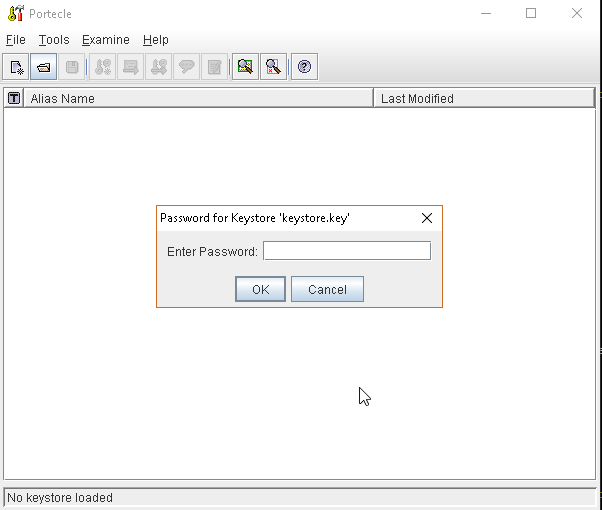 Portecle
File Tools Examine Help
T Alias Name Last Modified
Password for Keystore 'keystore.key'
Enter Password:
OK Cancel
No keystore loaded